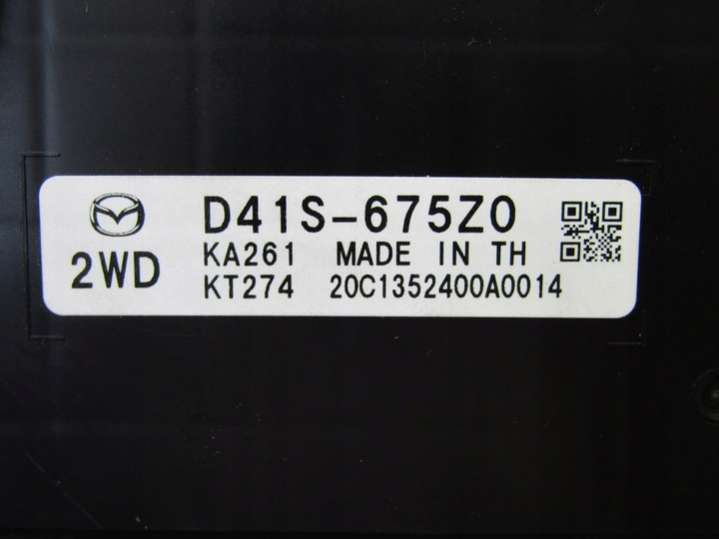 D41S-675Z0
2WD
KA261 MADE IN TH
KT274 20C1352400A0014